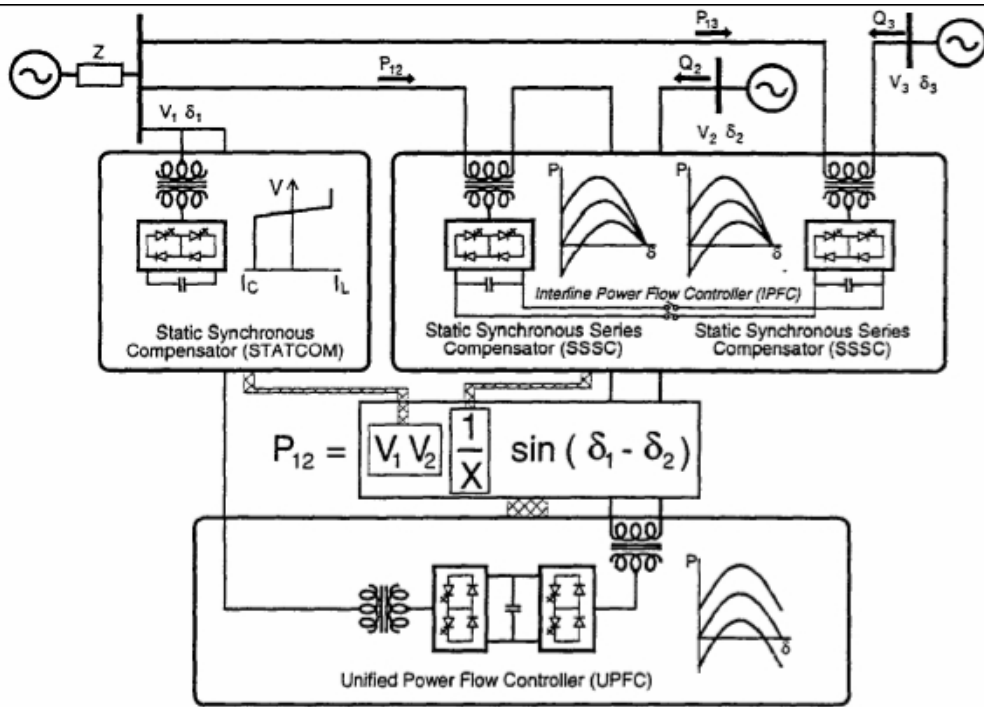 P₁₃
Q₃
Z
P₁₂
Q₂
V₃ δ₃
V₁ δ₁
V₂ δ₂
V
I_C
I_L
P
δ
P
δ
Interline Power Flow Controller (IPFC)
Static Synchronous
Compensator (STATCOM)
Static Synchronous Series
Compensator (SSSC)
Static Synchronous Series
Compensator (SSSC)
P₁₂ = V₁ V₂ 1/X sin ( δ₁ - δ₂ )
P
δ
Unified Power Flow Controller (UPFC)